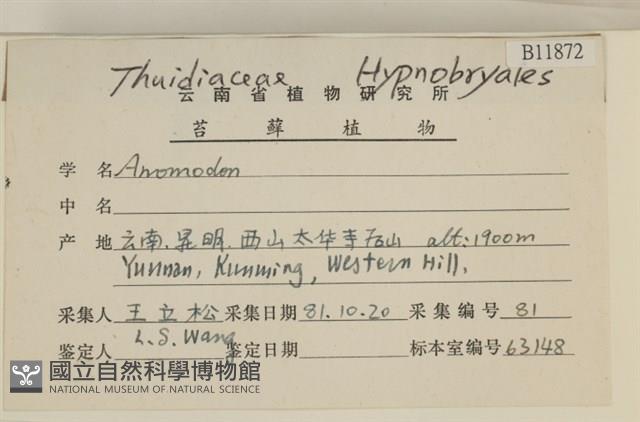 B11872
Thuidiaceae Hypnobryales
云南省植物研究所
苔藓植物
学名 Anomodon
中名
产地 云南.昆明.西山太华寺后山 alt:1900m
Yunnan, Kunming, Western Hill.
采集人 王立松 采集日期 81.10.20 采集编号 81
L.S. Wang
鉴定人 鉴定日期 标本室编号 63148
國立自然科學博物館
NATIONAL MUSEUM OF NATURAL SCIENCE